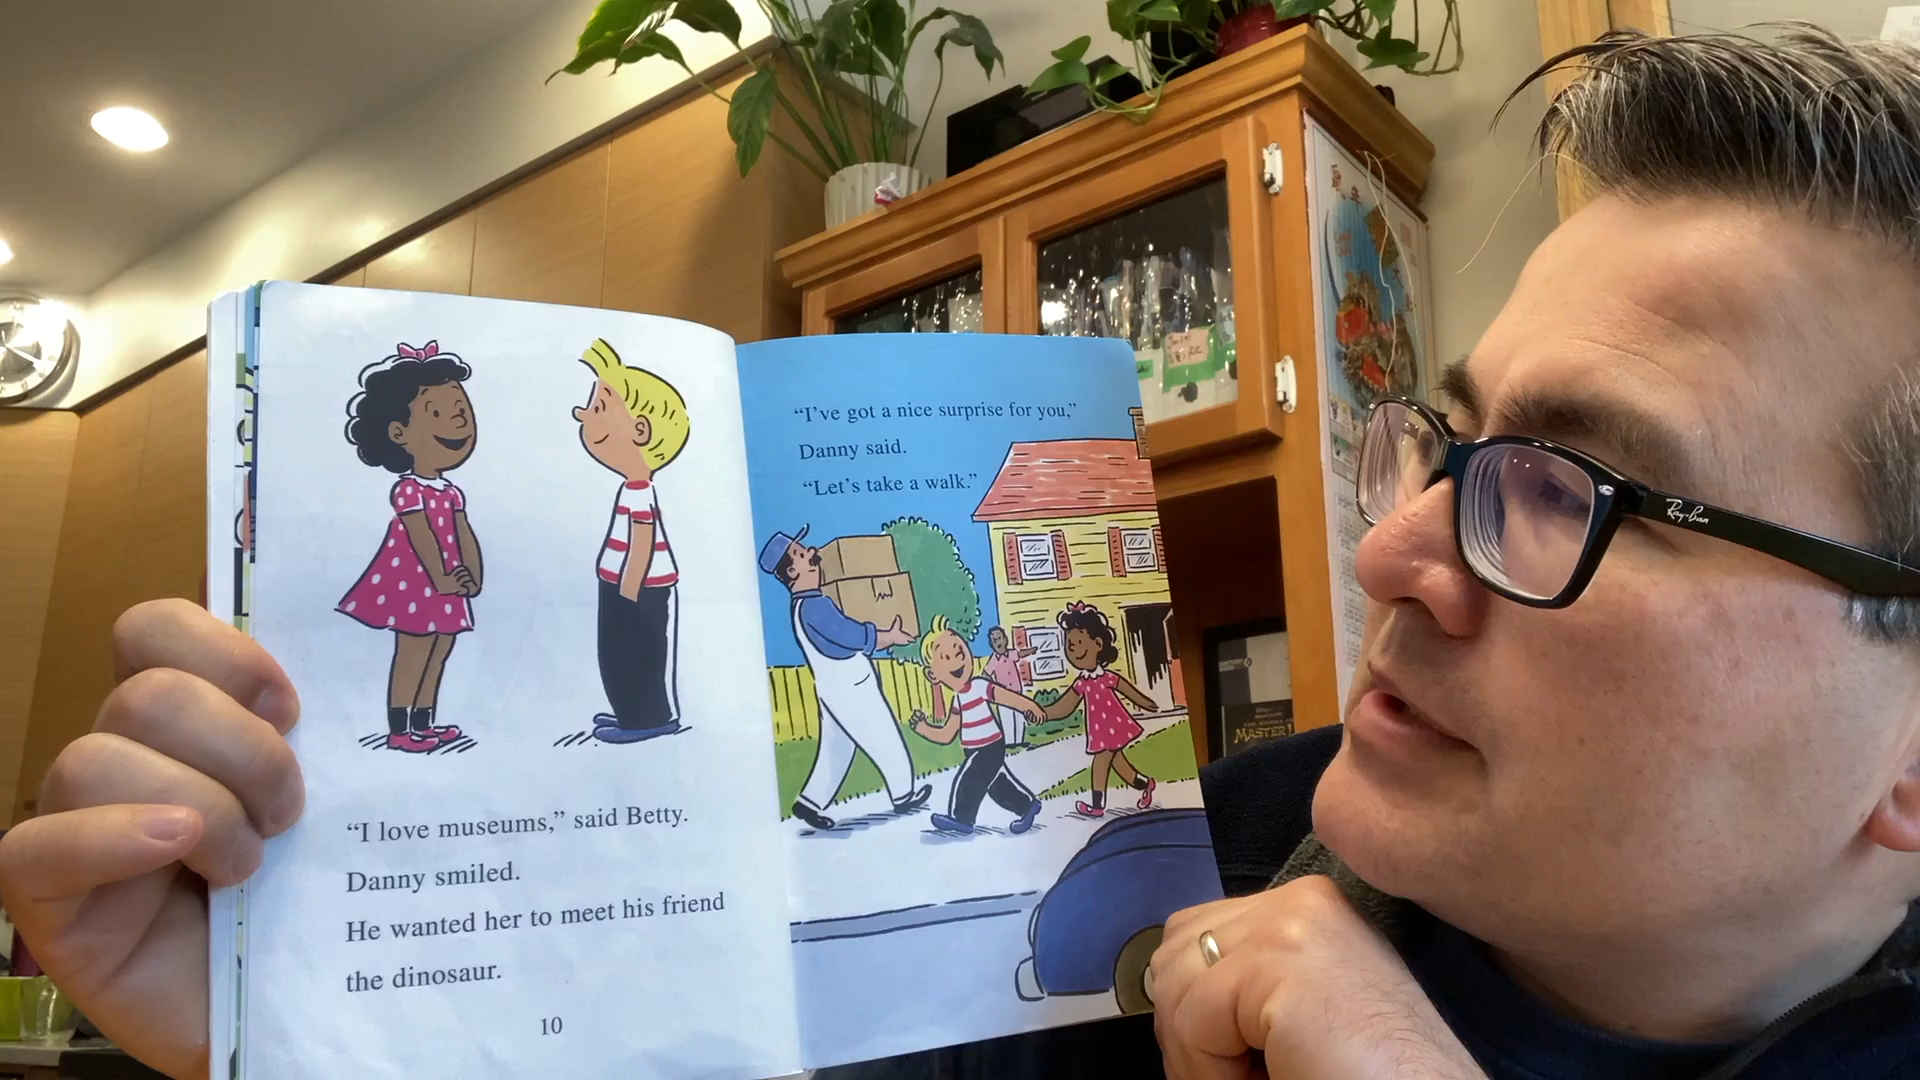 “I love museums,” said Betty.
Danny smiled.
He wanted her to meet his friend
the dinosaur.
10
“I’ve got a nice surprise for you,”
Danny said.
“Let’s take a walk.”
Ray-Ban